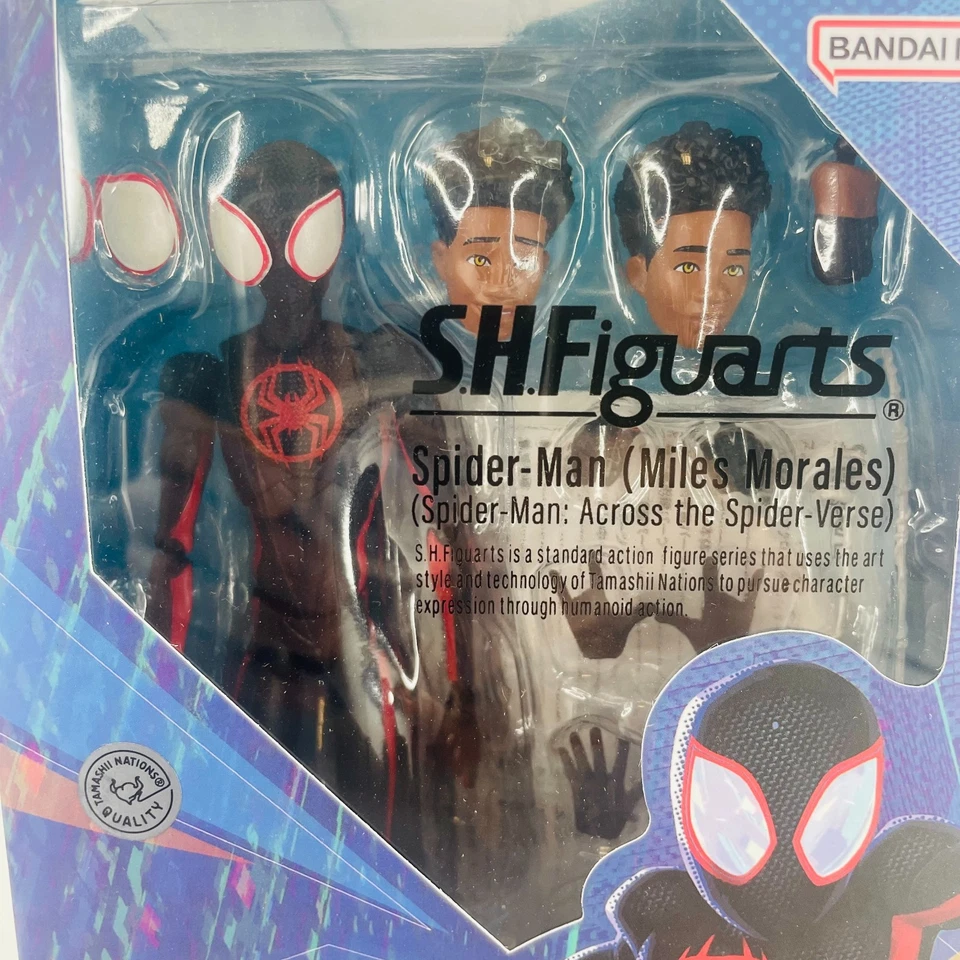 BANDAI
S.H.Figuarts®
Spider-Man (Miles Morales)
(Spider-Man: Across the Spider-Verse)
S.H.Figuarts is a standard action figure series that uses the art
style and technology of Tamashii Nations to pursue character
expression through humanoid action.
TAMASHII NATIONS®
QUALITY